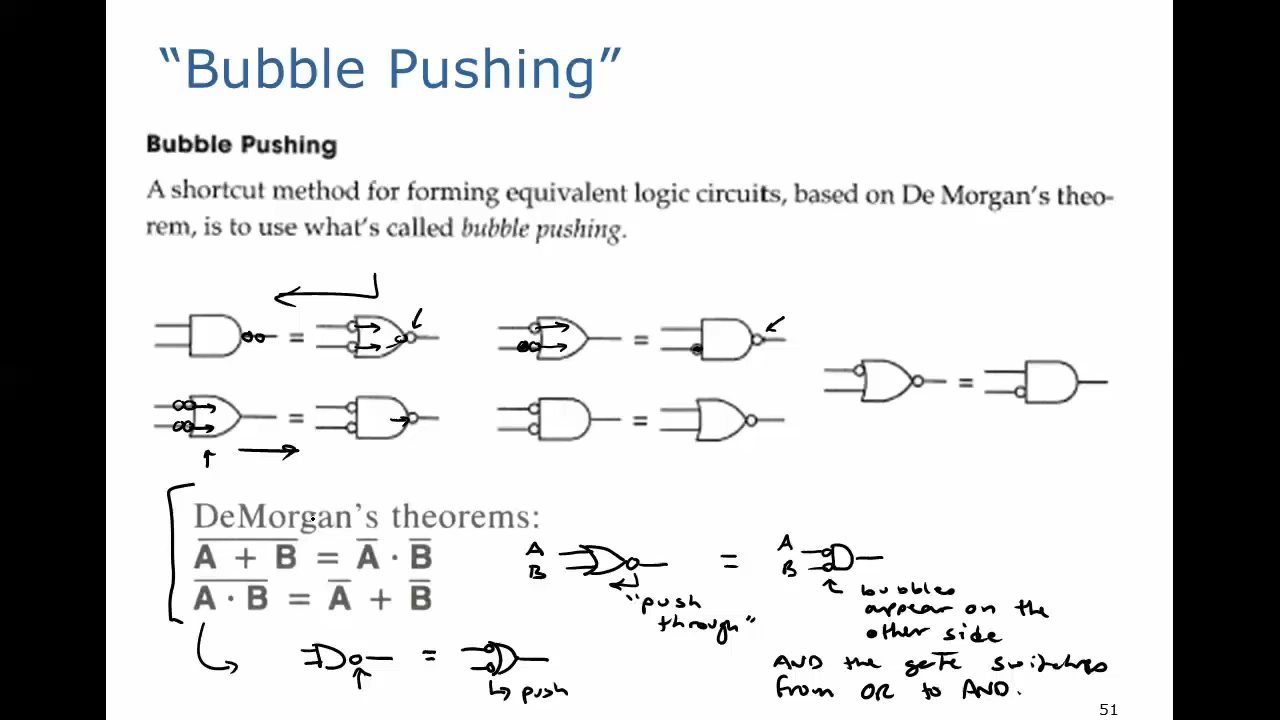 “Bubble Pushing”
Bubble Pushing
A shortcut method for forming equivalent logic circuits, based on De Morgan's theo-
rem, is to use what's called bubble pushing.
=
=
=
=
=
DeMorgan's theorems:
A + B = A · B
A · B = A + B
A
B
"push
through"
=
A
B
bubbles
appear on the
other side
AND the gate switches
from OR to AND.
=
push
51